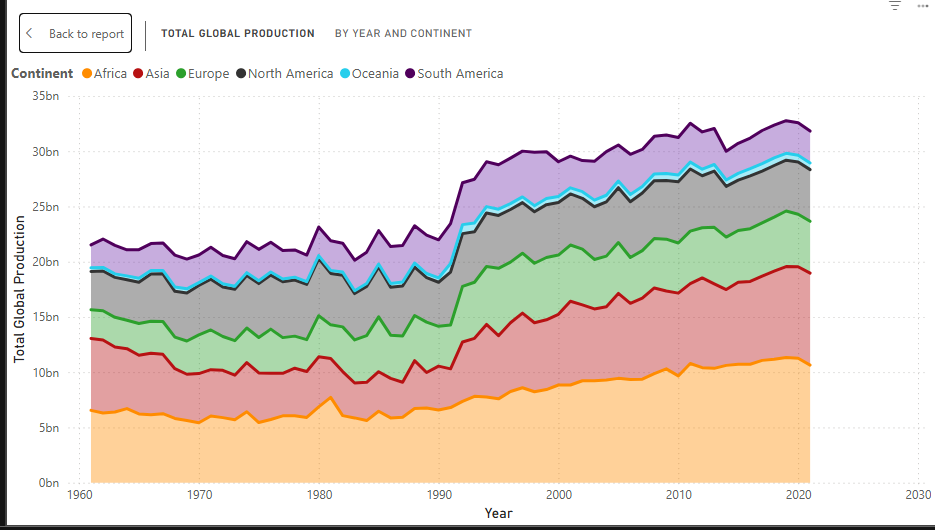 Back to report
TOTAL GLOBAL PRODUCTION BY YEAR AND CONTINENT
Continent Africa Asia Europe North America Oceania South America
35bn
30bn
25bn
20bn
15bn
10bn
5bn
0bn
Total Global Production
1960 1970 1980 1990 2000 2010 2020 2030
Year